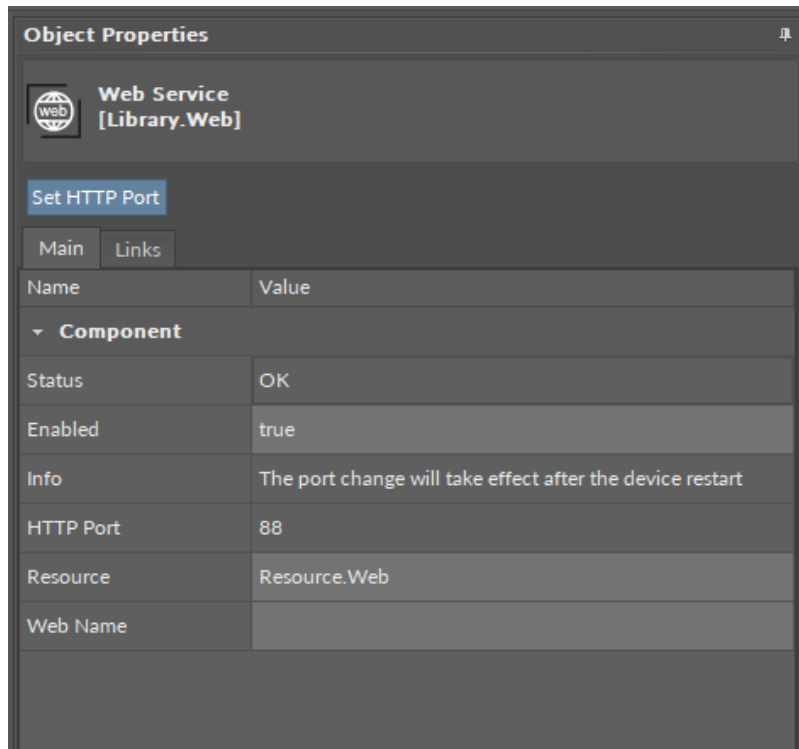 Object Properties
web
Web Service
[Library.Web]
Set HTTP Port
Main Links
Name Value
Component
Status OK
Enabled true
Info The port change will take effect after the device restart
HTTP Port 88
Resource Resource.Web
Web Name